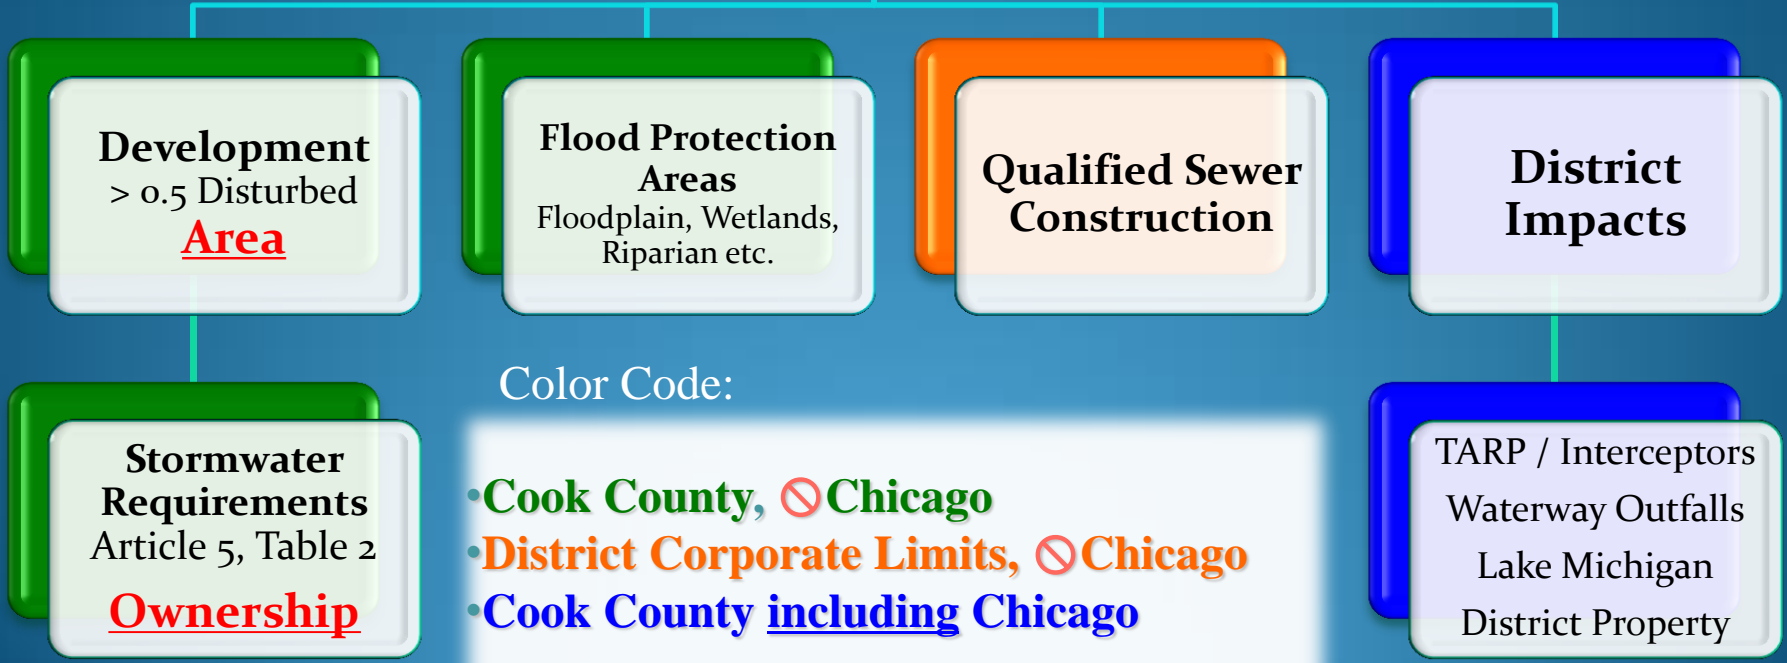 Development
> 0.5 Disturbed
Area
Flood Protection
Areas
Floodplain, Wetlands,
Riparian etc.
Qualified Sewer
Construction
District
Impacts
Stormwater
Requirements
Article 5, Table 2
Ownership
Color Code:
•Cook County, 🚫Chicago
•District Corporate Limits, 🚫Chicago
•Cook County including Chicago
TARP / Interceptors
Waterway Outfalls
Lake Michigan
District Property